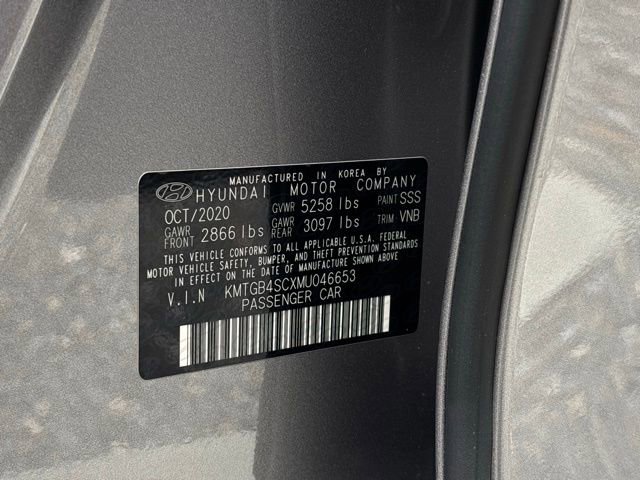 MANUFACTURED IN KOREA BY
HYUNDAI MOTOR COMPANY
OCT/2020 GVWR 5258 lbs PAINT SSS
GAWR FRONT 2866 lbs GAWR REAR 3097 lbs TRIM VNB
THIS VEHICLE CONFORMS TO ALL APPLICABLE U.S.A. FEDERAL
MOTOR VEHICLE SAFETY, BUMPER, AND THEFT PREVENTION STANDARDS
IN EFFECT ON THE DATE OF MANUFACTURE SHOWN ABOVE.
V.I.N KMTGB4SCXMU046653
PASSENGER CAR